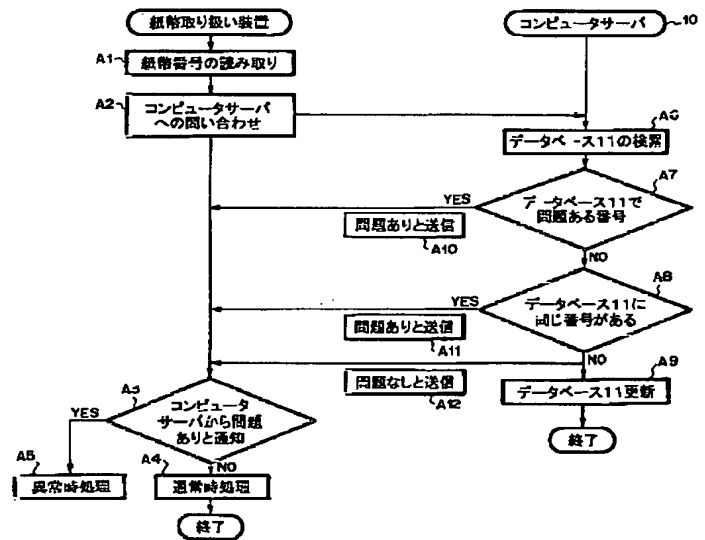 紙幣取り扱い装置
A1
紙幣番号の読み取り
A2
コンピュータサーバ
への問い合わせ
コンピュータサーバ
10
A6
データベース11の検索
A7
データベース11で
問題ある番号
YES
問題ありと送信
A10
NO
A8
データベース11に
同じ番号がある
YES
問題ありと送信
A11
NO
問題なしと送信
A12
A9
データベース11更新
終了
A3
コンピュータ
サーバから問題
ありと通知
YES
A5
異常時処理
NO
A4
通常時処理
終了